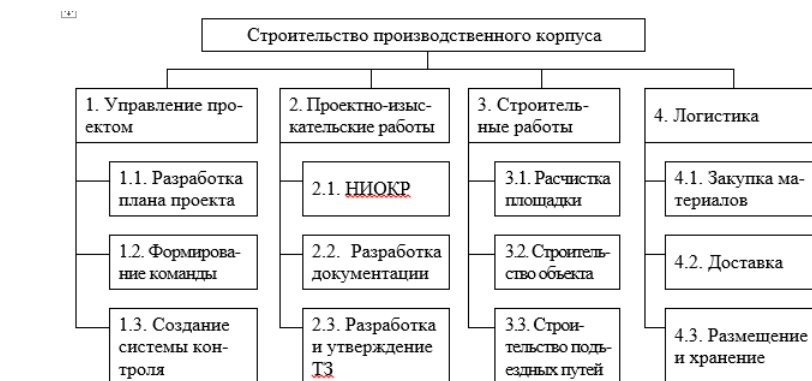 Строительство производственного корпуса
1. Управление про-
ектом
1.1. Разработка
плана проекта
1.2. Формирова-
ние команды
1.3. Создание
системы кон-
троля
2. Проектно-изыс-
кательские работы
2.1. НИОКР
2.2. Разработка
документации
2.3. Разработка
и утверждение
ТЗ
3. Строитель-
ные работы
3.1. Расчистка
площадки
3.2. Строитель-
ство объекта
3.3. Строи-
тельство подъ-
ездных путей
4. Логистика
4.1. Закупка ма-
териалов
4.2. Доставка
4.3. Размещение
и хранение